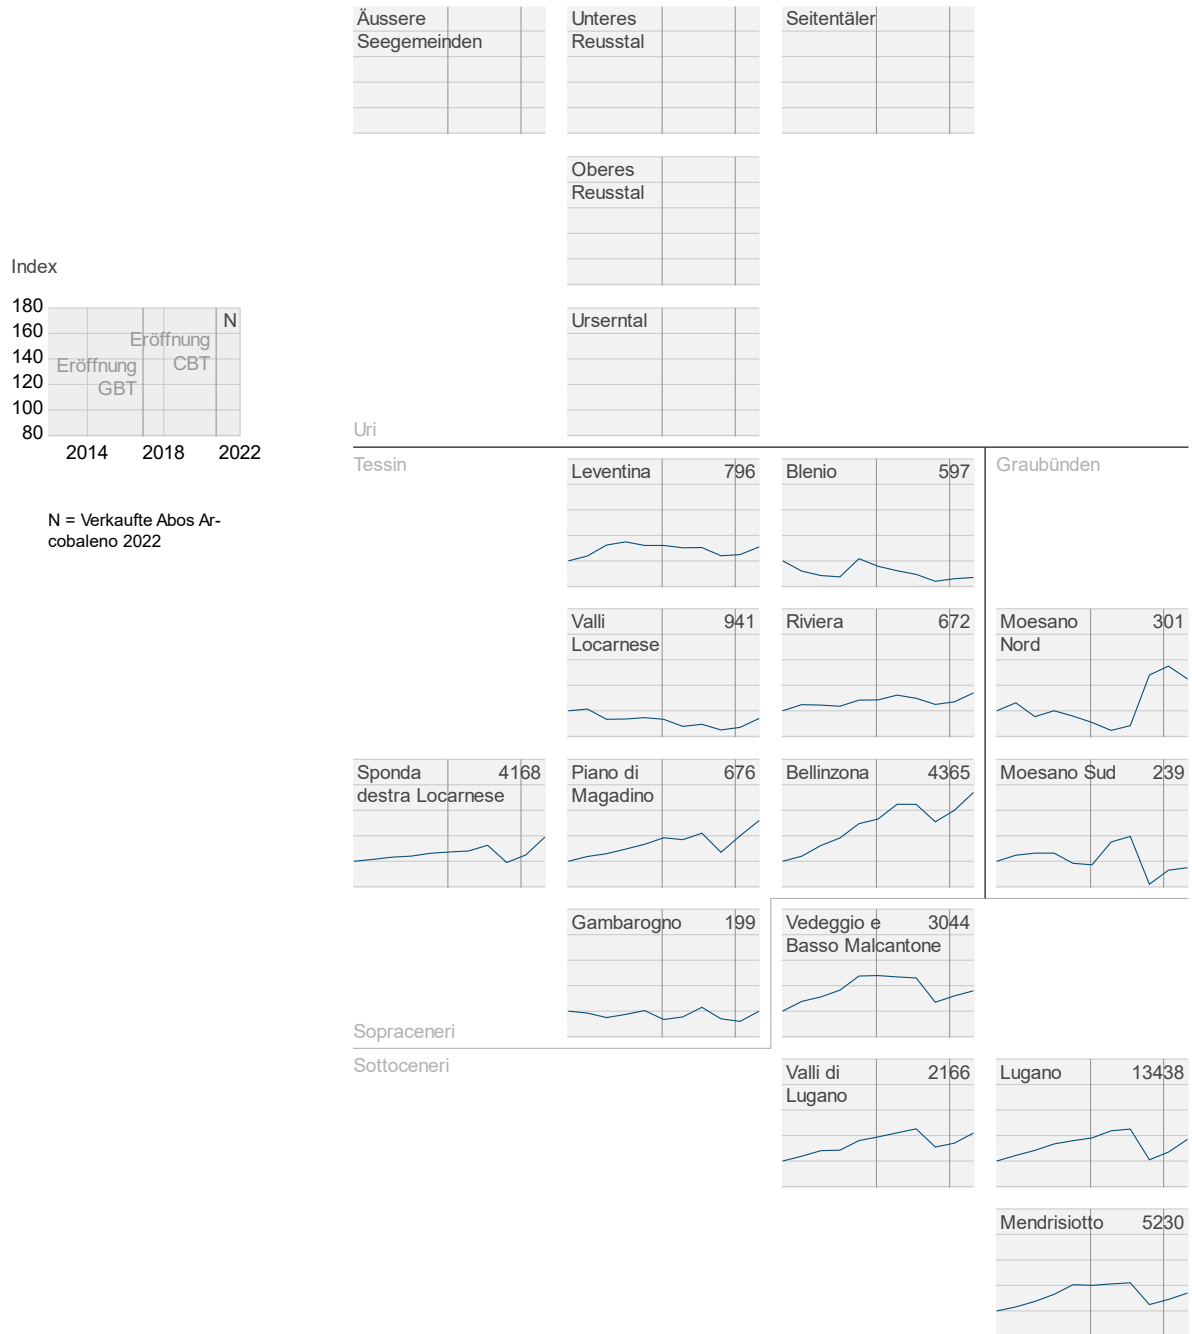 Äussere
Seegemeinden
Unteres
Reusstal
Seitentäler
Oberes
Reusstal
Index
180
160
140
120
100
80
N
Eröffnung
CBT
Eröffnung
GBT
2014 2018 2022
N = Verkaufte Abos Ar-
cobaleno 2022
Urserntal
Uri
Tessin
Graubünden
Leventina 796
Blenio 597
Valli
Locarnese 941
Riviera 672
Moesano
Nord 301
Sponda
destra Locarnese 4168
Piano di
Magadino 676
Bellinzona 4365
Moesano Sud 239
Gambarogno 199
Vedeggio e
Basso Malcantone 3044
Sopraceneri
Sottoceneri
Valli di
Lugano 2166
Lugano 13438
Mendrisiotto 5230